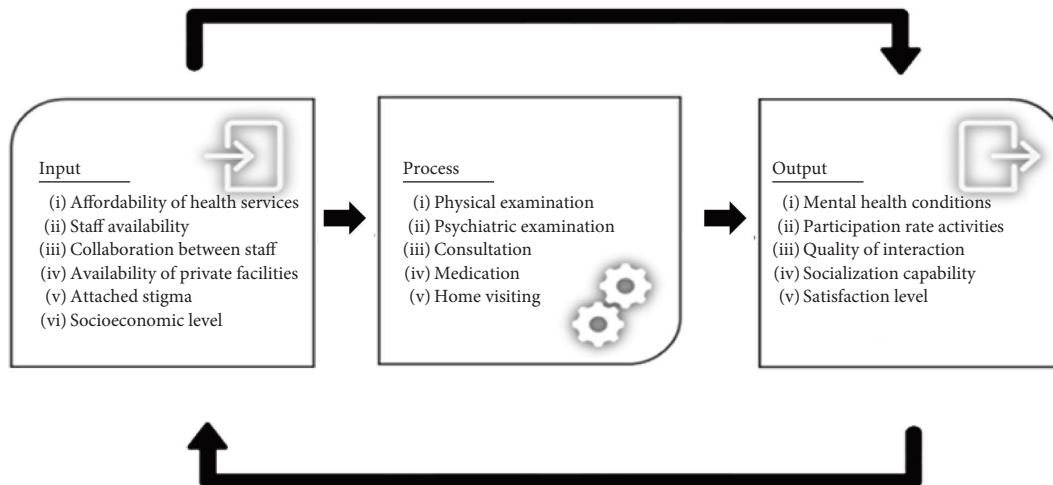 Input
(i) Affordability of health services
(ii) Staff availability
(iii) Collaboration between staff
(iv) Availability of private facilities
(v) Attached stigma
(vi) Socioeconomic level
Process
(i) Physical examination
(ii) Psychiatric examination
(iii) Consultation
(iv) Medication
(v) Home visiting
Output
(i) Mental health conditions
(ii) Participation rate activities
(iii) Quality of interaction
(iv) Socialization capability
(v) Satisfaction level